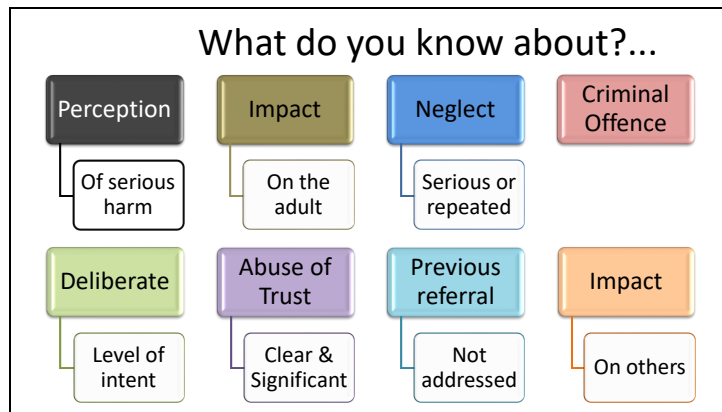 What do you know about?...
Perception
Of serious
harm
Impact
On the
adult
Neglect
Serious or
repeated
Criminal
Offence
Deliberate
Level of
intent
Abuse of
Trust
Clear &
Significant
Previous
referral
Not
addressed
Impact
On others